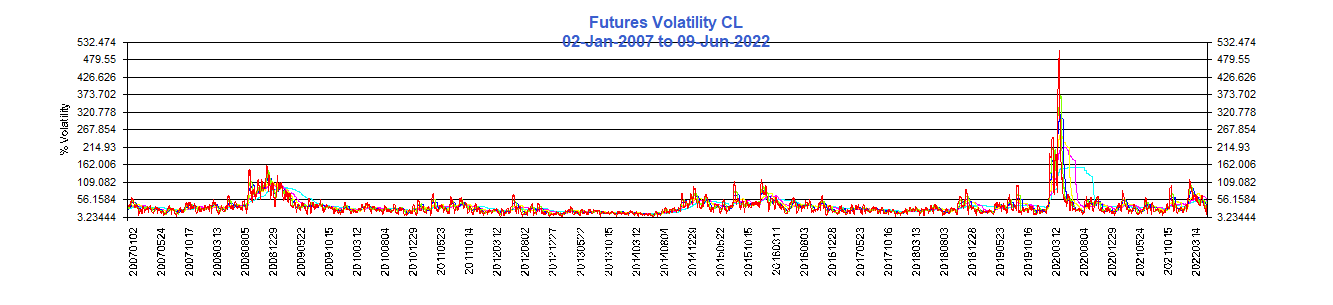 Futures Volatility CL
02-Jan-2007 to 09-Jun-2022
532.474 532.474
479.55 479.55
426.626 426.626
373.702 373.702
320.778 320.778
267.854 267.854
214.93 214.93
162.006 162.006
109.082 109.082
56.1584 56.1584
3.23444 3.23444
% Volatility
20070102 20070524 20071017 20080313 20080805 20081229 20090522 20091015 20100312 20100804 20101229 20110523 20111014 20120312 20120802 20121227 20130522 20131015 20140312 20140804 20141229 20150522 20151015 20160311 20160803 20161228 20170523 20171016 20180313 20180803 20181228 20190523 20191016 20200312 20200804 20201229 20210524 20211015 20220314